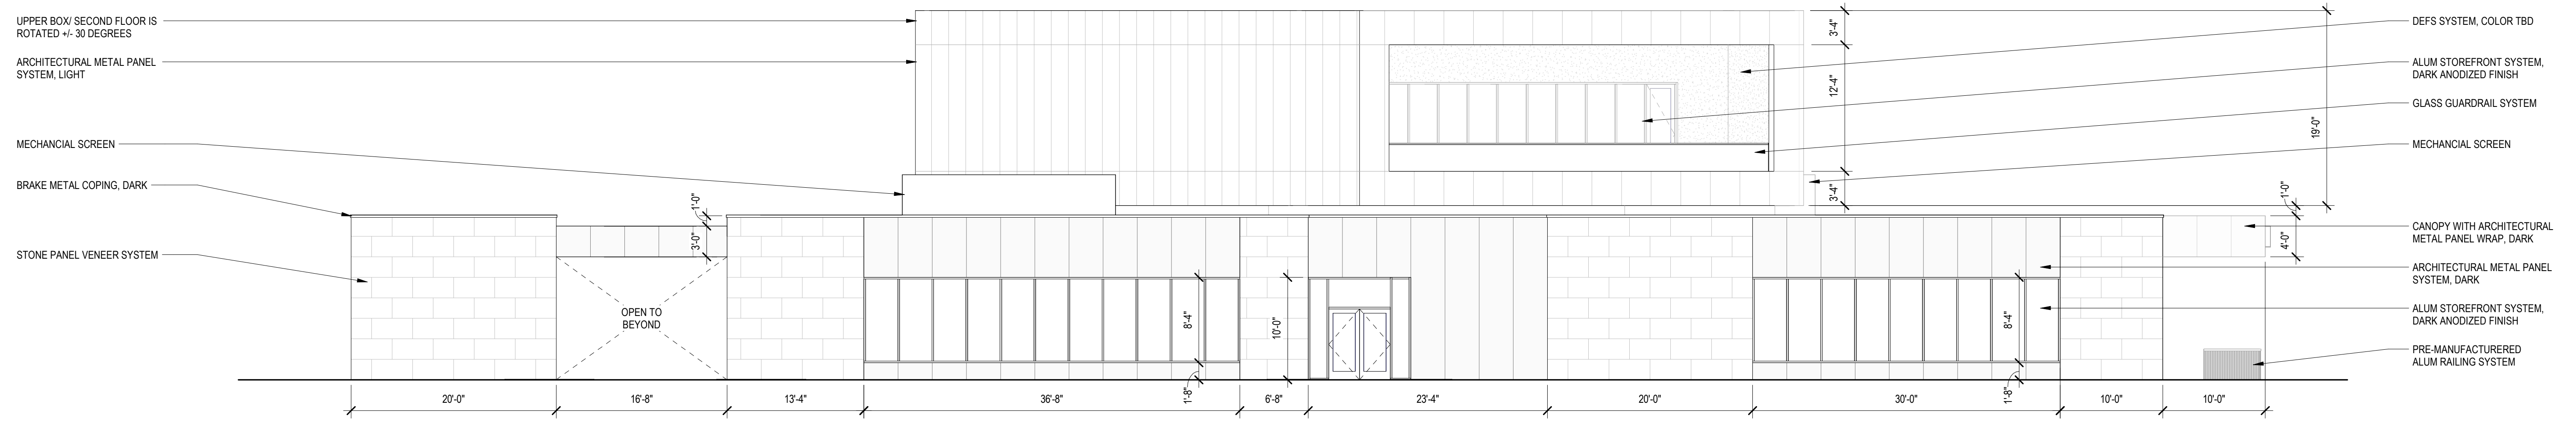 UPPER BOX/ SECOND FLOOR IS
ROTATED +/- 30 DEGREES
ARCHITECTURAL METAL PANEL
SYSTEM, LIGHT
MECHANCIAL SCREEN
BRAKE METAL COPING, DARK
STONE PANEL VENEER SYSTEM
1'-0"
3'-0"
OPEN TO
BEYOND
8'-4"
1'-8"
10'-0"
8'-4"
1'-8"
3'-4"
12'-4"
3'-4"
19'-0"
1'-0"
4'-0"
DEFS SYSTEM, COLOR TBD
ALUM STOREFRONT SYSTEM,
DARK ANODIZED FINISH
GLASS GUARDRAIL SYSTEM
MECHANCIAL SCREEN
CANOPY WITH ARCHITECTURAL
METAL PANEL WRAP, DARK
ARCHITECTURAL METAL PANEL
SYSTEM, DARK
ALUM STOREFRONT SYSTEM,
DARK ANODIZED FINISH
PRE-MANUFACTURERED
ALUM RAILING SYSTEM
20'-0"
16'-8"
13'-4"
36'-8"
6'-8"
23'-4"
20'-0"
30'-0"
10'-0"
10'-0"